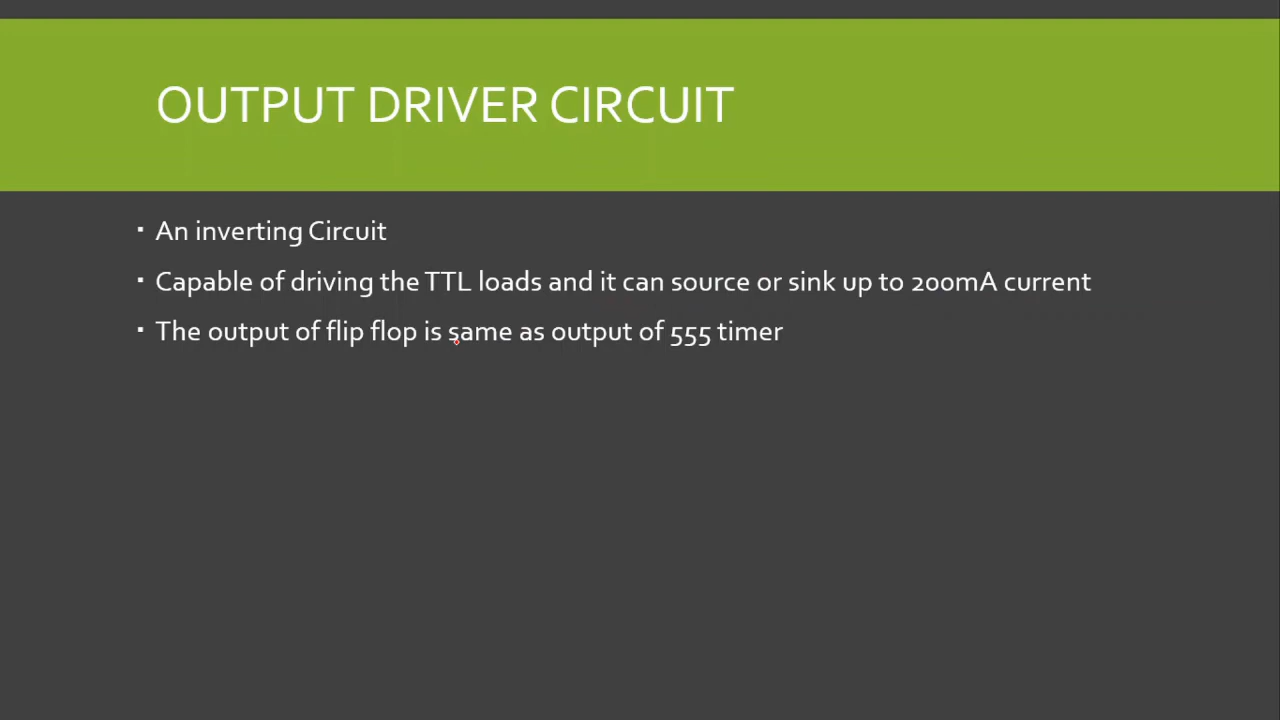 OUTPUT DRIVER CIRCUIT
▪ An inverting Circuit
▪ Capable of driving the TTL loads and it can source or sink up to 200mA current
▪ The output of flip flop is same as output of 555 timer